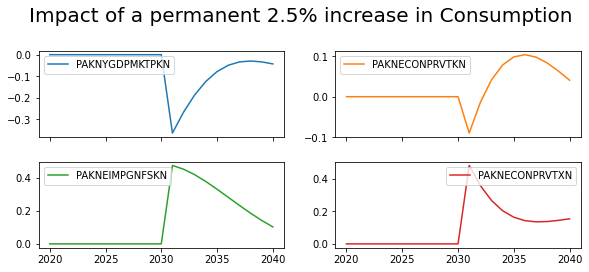 Impact of a permanent 2.5% increase in Consumption
0.0
−0.1
−0.2
−0.3
PAKNYGDPMKTPKN
0.1
0.0
−0.1
PAKNECONPRVTKN
0.4
0.2
0.0
PAKNEIMPGNFSKN
2020 2025 2030 2035 2040
0.4
0.2
0.0
PAKNECONPRVTXN
2020 2025 2030 2035 2040